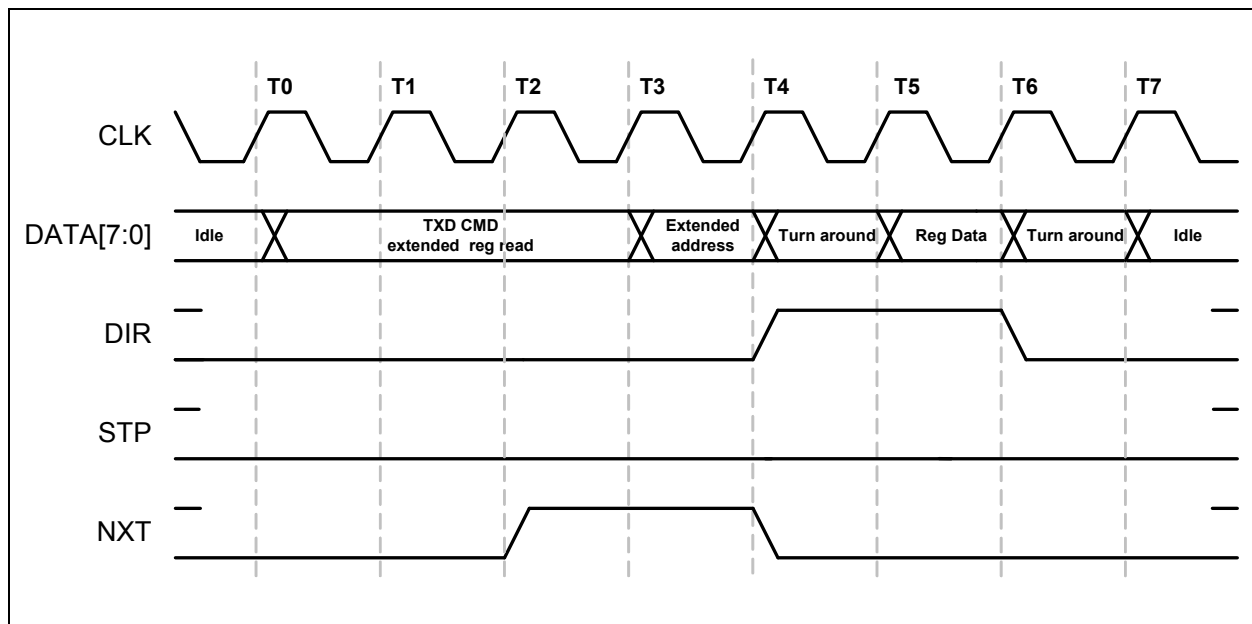 T0 T1 T2 T3 T4 T5 T6 T7
CLK
DATA[7:0]
Idle
TXD CMD
extended reg read
Extended
address
Turn around
Reg Data
Turn around
Idle
DIR
STP
NXT